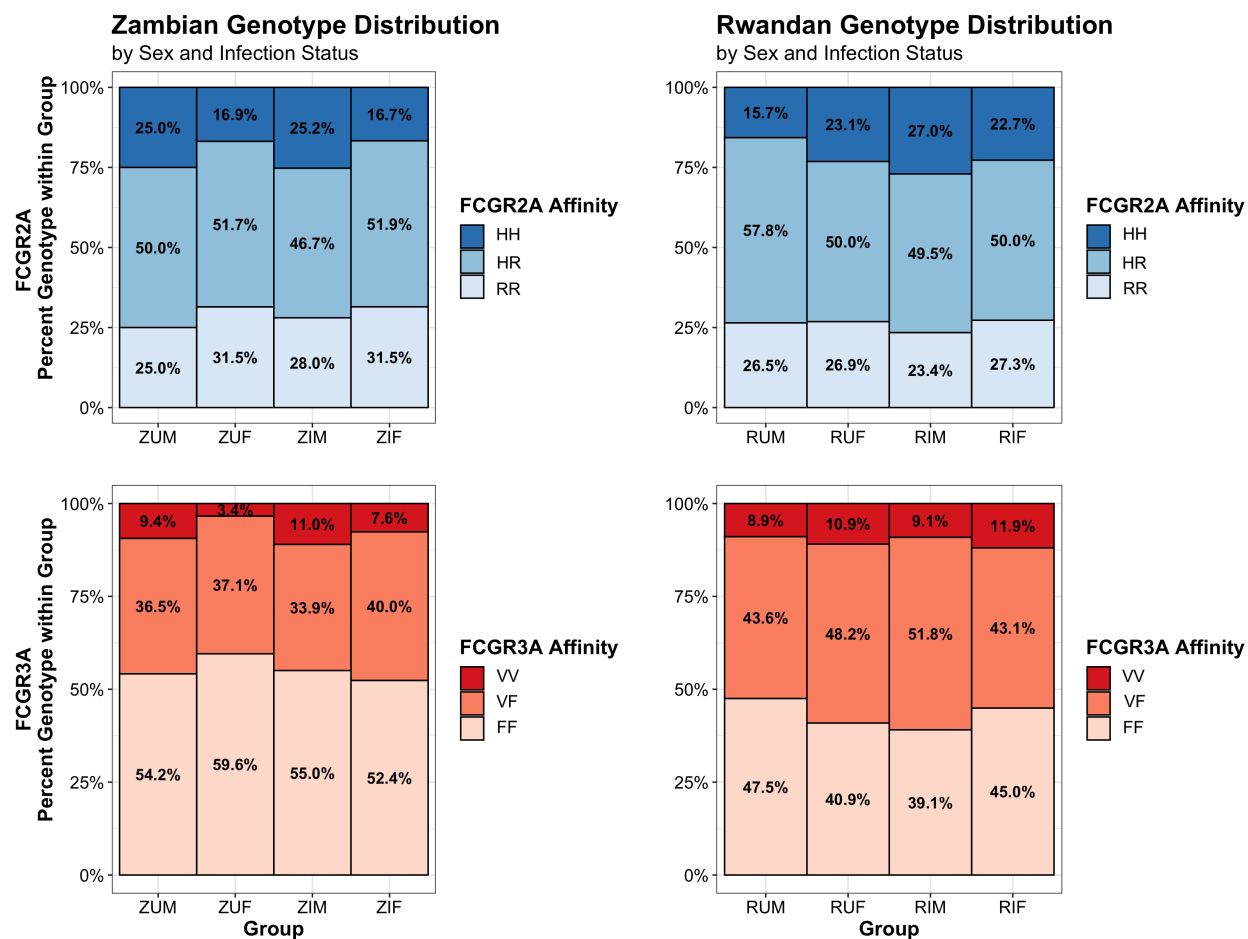 Zambian Genotype Distribution
by Sex and Infection Status
FCGR2A
Percent Genotype within Group
100%
75%
50%
25%
0%
25.0%
16.9%
25.2%
16.7%
50.0%
51.7%
46.7%
51.9%
25.0%
31.5%
28.0%
31.5%
ZUM
ZUF
ZIM
ZIF
FCGR2A Affinity
HH
HR
RR
Rwandan Genotype Distribution
by Sex and Infection Status
100%
75%
50%
25%
0%
15.7%
23.1%
27.0%
22.7%
57.8%
50.0%
49.5%
50.0%
26.5%
26.9%
23.4%
27.3%
RUM
RUF
RIM
RIF
FCGR2A Affinity
HH
HR
RR
FCGR3A
Percent Genotype within Group
100%
75%
50%
25%
0%
9.4%
3.4%
11.0%
7.6%
36.5%
37.1%
33.9%
40.0%
54.2%
59.6%
55.0%
52.4%
ZUM
ZUF
ZIM
ZIF
Group
FCGR3A Affinity
VV
VF
FF
100%
75%
50%
25%
0%
8.9%
10.9%
9.1%
11.9%
43.6%
48.2%
51.8%
43.1%
47.5%
40.9%
39.1%
45.0%
RUM
RUF
RIM
RIF
Group
FCGR3A Affinity
VV
VF
FF